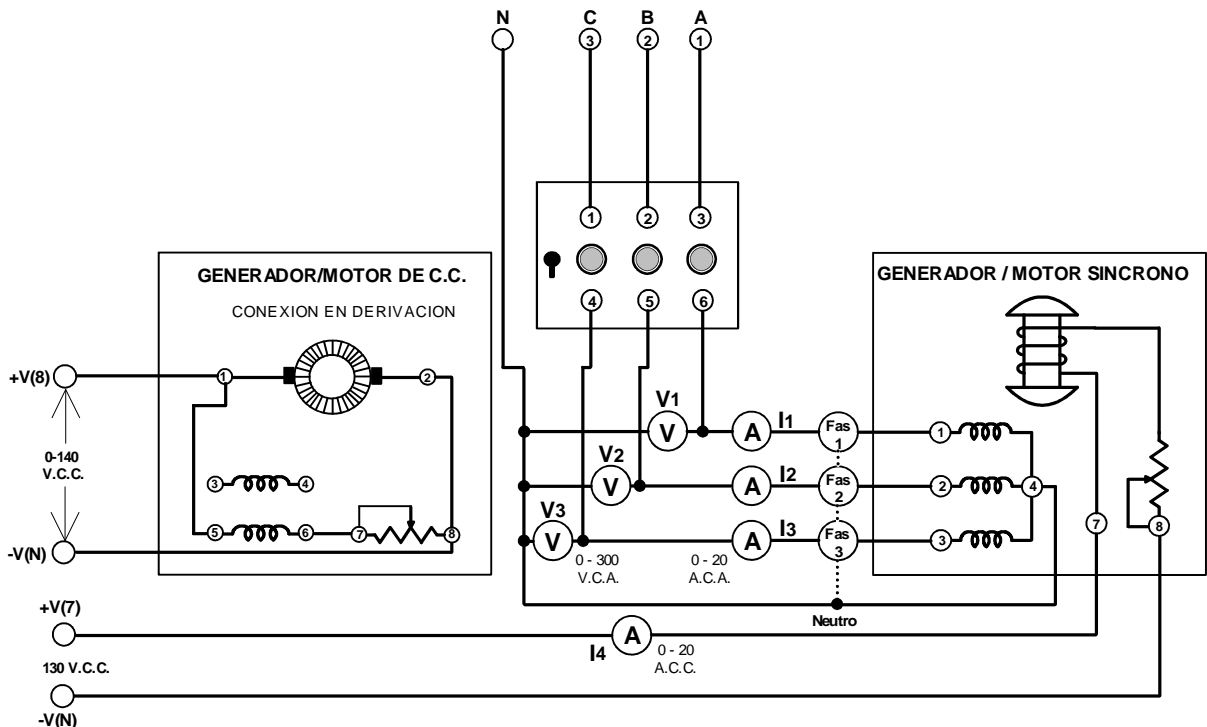 N C B A
3 2 1
1 2 3
4 5 6
GENERADOR/MOTOR DE C.C.
CONEXION EN DERIVACION
1 2
3 4
5 6 7 8
+V(8)
0-140
V.C.C.
-V(N)
GENERADOR / MOTOR SINCRONO
V1
V A I1 Fas
1
1
V2
V A I2 Fas
2
2 4
V3
V A I3 Fas
3
3
7 8
0 - 300
V.C.A.
0 - 20
A.C.A.
Neutro
+V(7)
130 V.C.C.
-V(N)
I4 A
0 - 20
A.C.C.